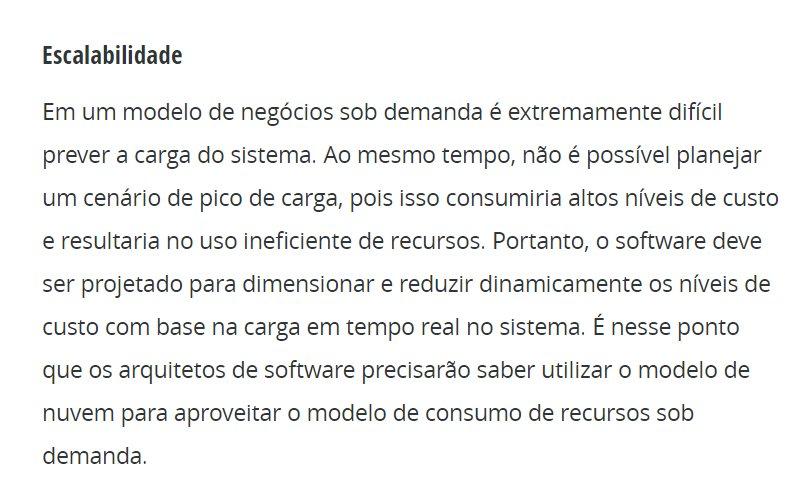 Escalabilidade
Em um modelo de negócios sob demanda é extremamente difícil
prever a carga do sistema. Ao mesmo tempo, não é possível planejar
um cenário de pico de carga, pois isso consumiria altos níveis de custo
e resultaria no uso ineficiente de recursos. Portanto, o software deve
ser projetado para dimensionar e reduzir dinamicamente os níveis de
custo com base na carga em tempo real no sistema. É nesse ponto
que os arquitetos de software precisarão saber utilizar o modelo de
nuvem para aproveitar o modelo de consumo de recursos sob
demanda.